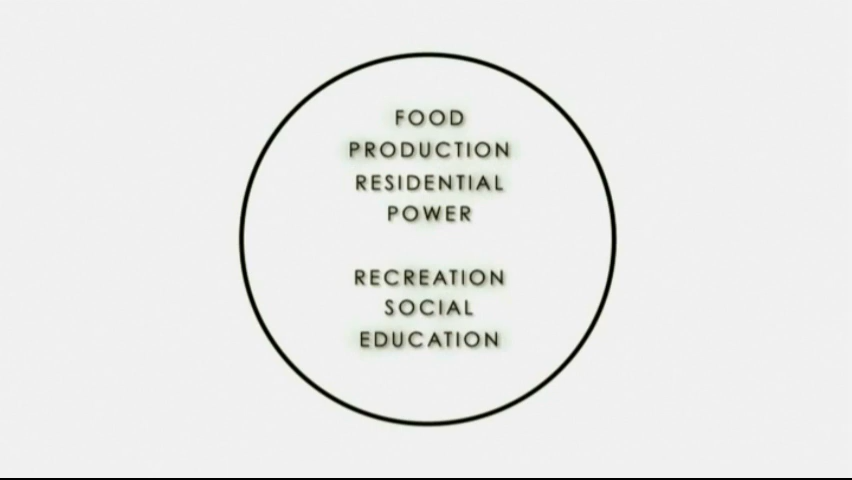 FOOD
PRODUCTION
RESIDENTIAL
POWER
RECREATION
SOCIAL
EDUCATION